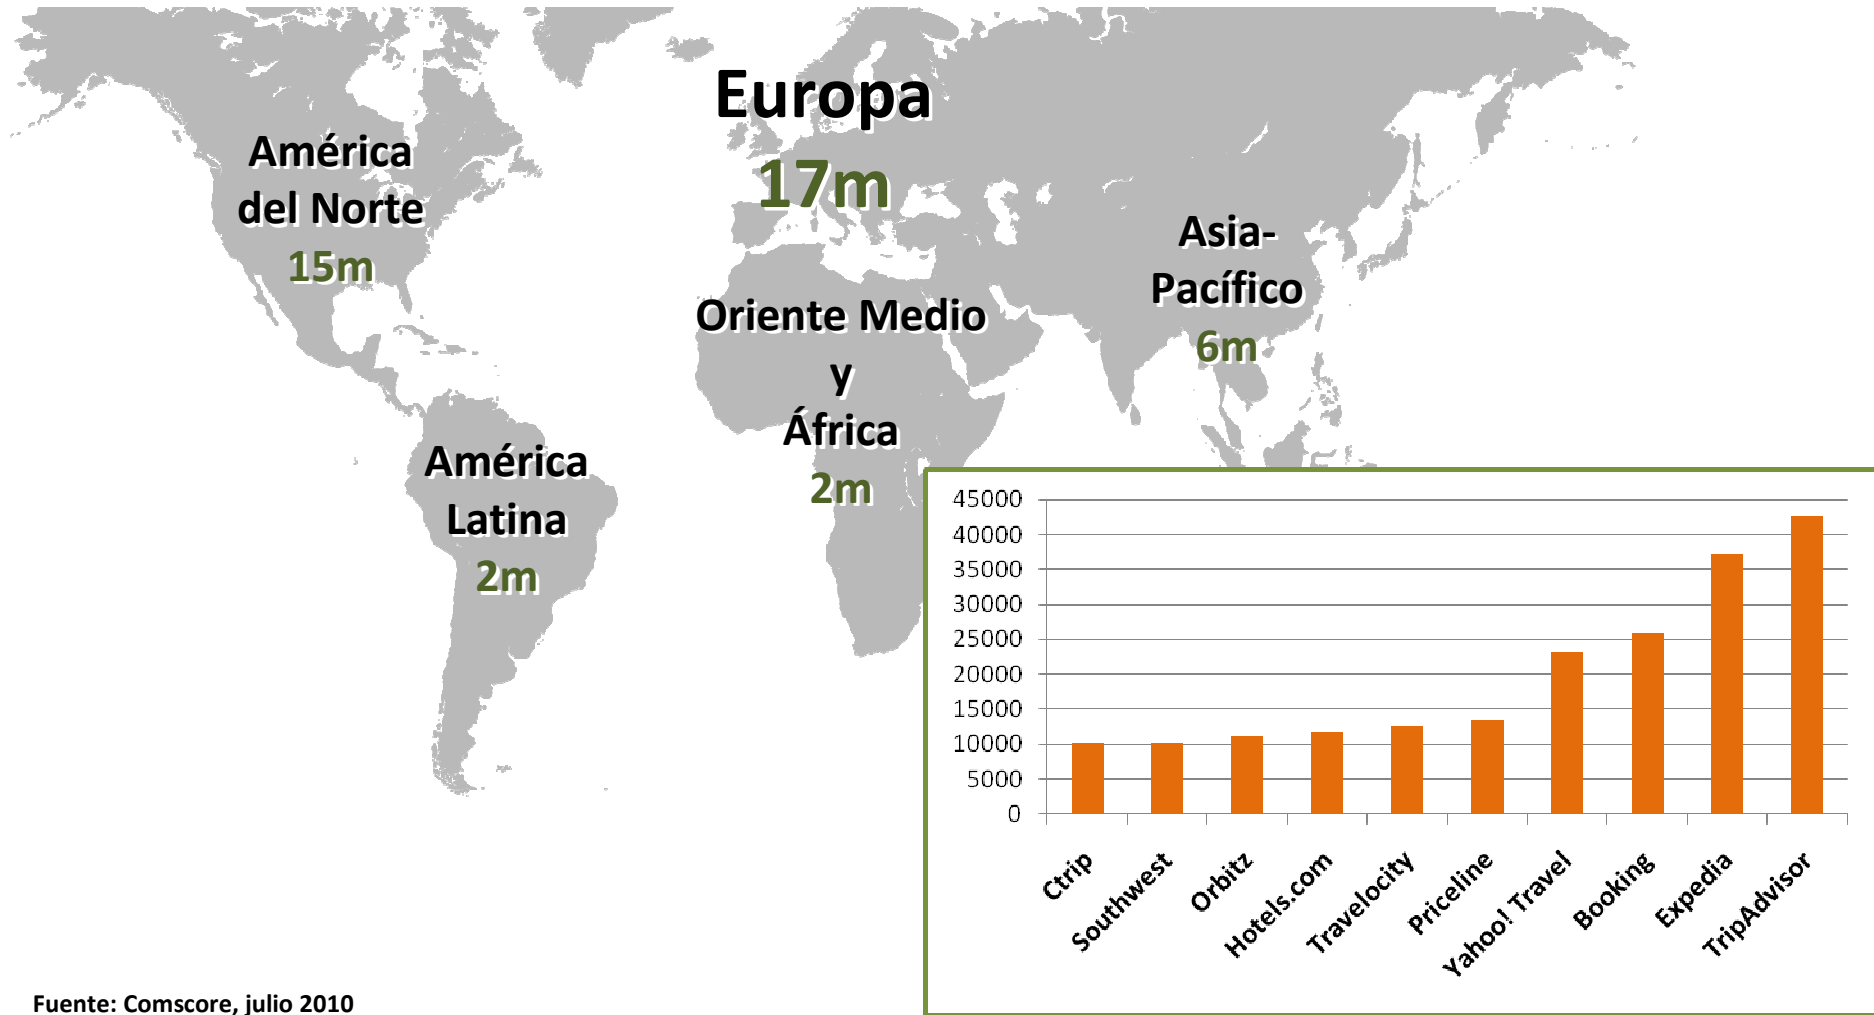 Europa
17m
América
del Norte
15m
Asia-
Pacífico
6m
Oriente Medio
y
África
2m
América
Latina
2m
45000
40000
35000
30000
25000
20000
15000
10000
5000
0
Ctrip
Southwest
Orbitz
Hotels.com
Travelocity
Priceline
Yahoo! Travel
Booking
Expedia
TripAdvisor
Fuente: Comscore, julio 2010